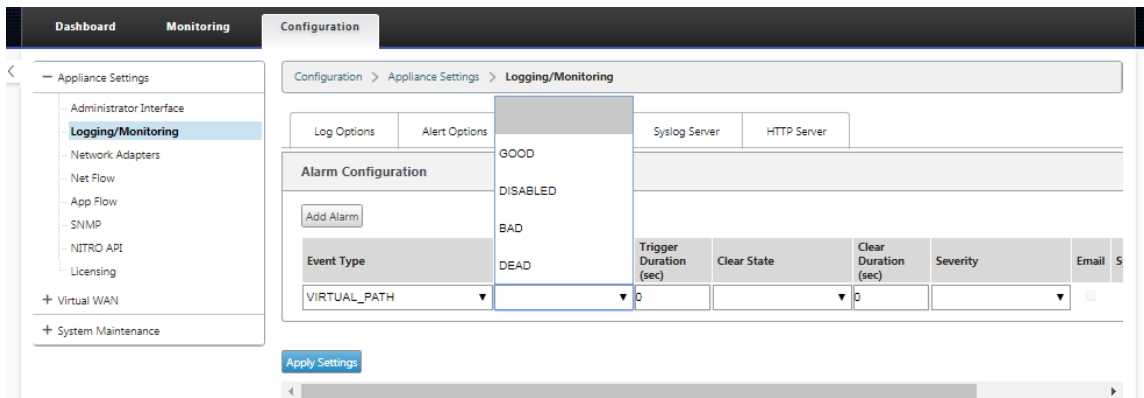 Dashboard Monitoring Configuration
Appliance Settings
Administrator Interface
Logging/Monitoring
Network Adapters
Net Flow
App Flow
SNMP
NITRO API
Licensing
Virtual WAN
System Maintenance
Configuration > Appliance Settings > Logging/Monitoring
Log Options Alert Options Syslog Server HTTP Server
Alarm Configuration
Add Alarm
GOOD
DISABLED
BAD
DEAD
Event Type Trigger Duration (sec) Clear State Clear Duration (sec) Severity Email
VIRTUAL_PATH 0 0
Apply Settings